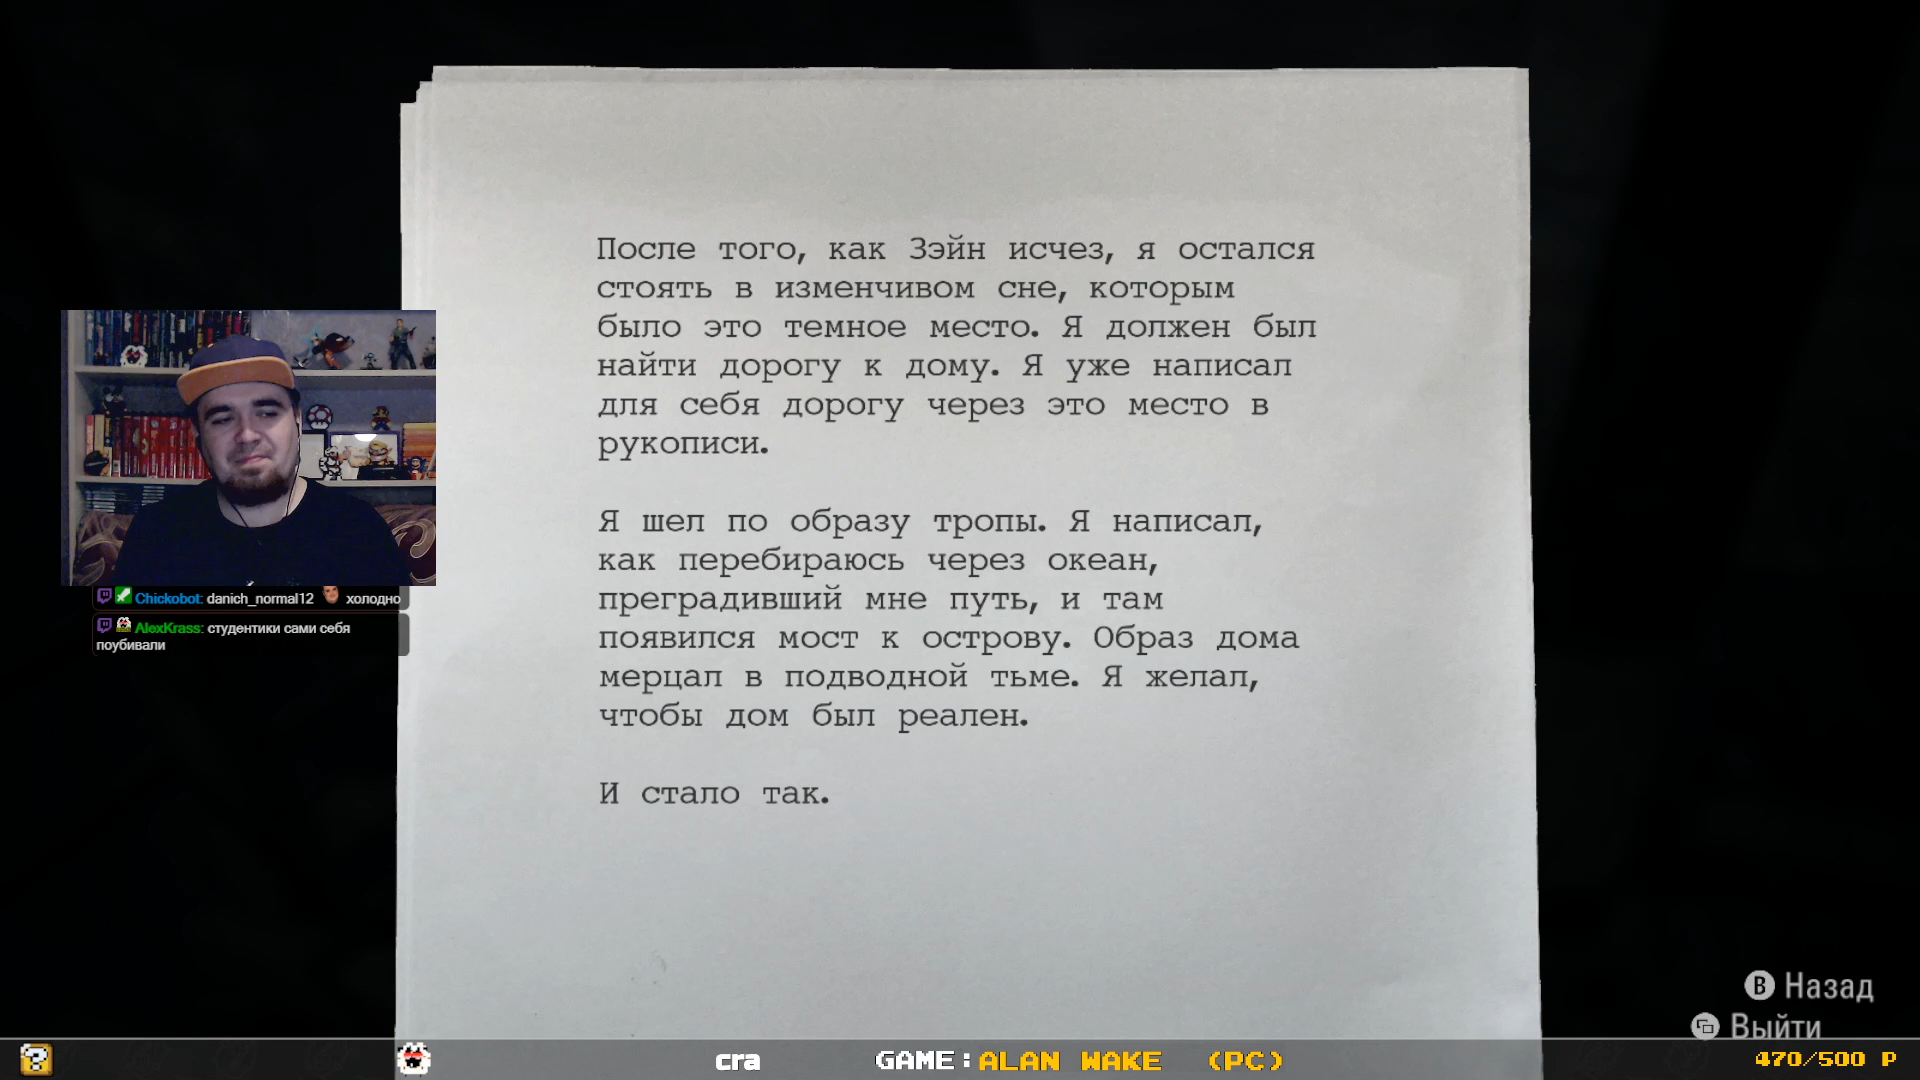 После того, как Зэйн исчез, я остался
стоять в изменчивом сне, которым
было это темное место. Я должен был
найти дорогу к дому. Я уже написал
для себя дорогу через это место в
рукописи.
Я шел по образу тропы. Я написал,
как перебираюсь через океан,
преградивший мне путь, и там
появился мост к острову. Образ дома
мерцал в подводной тьме. Я желал,
чтобы дом был реален.
И стало так.
Chickobot: danich_normal12 холодно
AlexKrass: студентики сами себя
поубивали
B Назад
Выйти
cra
GAME: ALAN WAKE (PC)
470/500 P